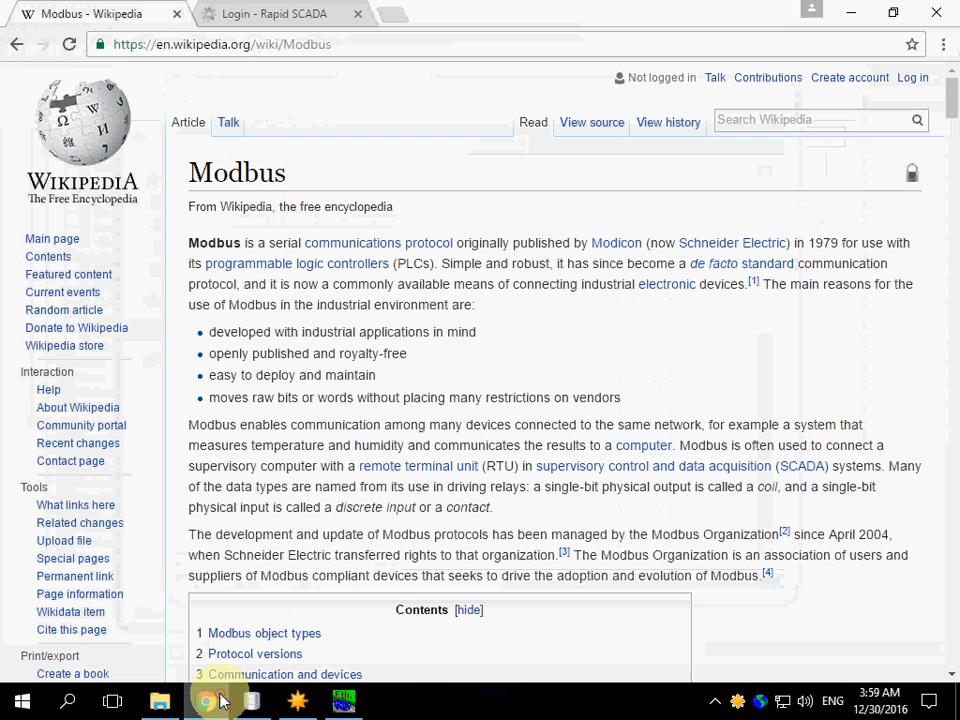 Modbus - Wikipedia
Login - Rapid SCADA
https://en.wikipedia.org/wiki/Modbus
Not logged in Talk Contributions Create account Log in
Article Talk Read View source View history Search Wikipedia
WIKIPEDIA
The Free Encyclopedia
Main page
Contents
Featured content
Current events
Random article
Donate to Wikipedia
Wikipedia store
Interaction
Help
About Wikipedia
Community portal
Recent changes
Contact page
Tools
What links here
Related changes
Upload file
Special pages
Permanent link
Page information
Wikidata item
Cite this page
Print/export
Create a book
Modbus
From Wikipedia, the free encyclopedia
Modbus is a serial communications protocol originally published by Modicon (now Schneider Electric) in 1979 for use with
its programmable logic controllers (PLCs). Simple and robust, it has since become a de facto standard communication
protocol, and it is now a commonly available means of connecting industrial electronic devices.[1] The main reasons for the
use of Modbus in the industrial environment are:
• developed with industrial applications in mind
• openly published and royalty-free
• easy to deploy and maintain
• moves raw bits or words without placing many restrictions on vendors
Modbus enables communication among many devices connected to the same network, for example a system that
measures temperature and humidity and communicates the results to a computer. Modbus is often used to connect a
supervisory computer with a remote terminal unit (RTU) in supervisory control and data acquisition (SCADA) systems. Many
of the data types are named from its use in driving relays: a single-bit physical output is called a coil, and a single-bit
physical input is called a discrete input or a contact.
The development and update of Modbus protocols has been managed by the Modbus Organization[2] since April 2004,
when Schneider Electric transferred rights to that organization.[3] The Modbus Organization is an association of users and
suppliers of Modbus compliant devices that seeks to drive the adoption and evolution of Modbus.[4]
Contents [hide]
1 Modbus object types
2 Protocol versions
3 Communication and devices
ENG
3:59 AM
12/30/2016